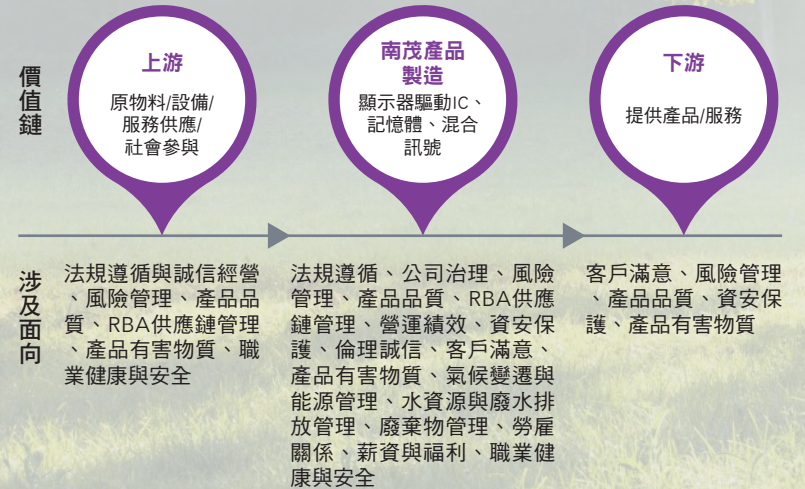 價值鏈
上游
原物料/設備/
服務供應/
社會參與
南茂產品
製造
顯示器驅動IC、
記憶體、混合
訊號
下游
提供產品/服務
涉及面向
法規遵循與誠信經營
、風險管理、產品品
質、RBA供應鏈管理
、產品有害物質、職
業健康與安全
法規遵循、公司治理、風險
管理、產品品質、RBA供應
鏈管理、營運績效、資安保
護、倫理誠信、客戶滿意、
產品有害物質、氣候變遷與
能源管理、水資源與廢水排
放管理、廢棄物管理、勞雇
關係、薪資與福利、職業健
康與安全
客戶滿意、風險管理
、產品品質、資安保
護、產品有害物質